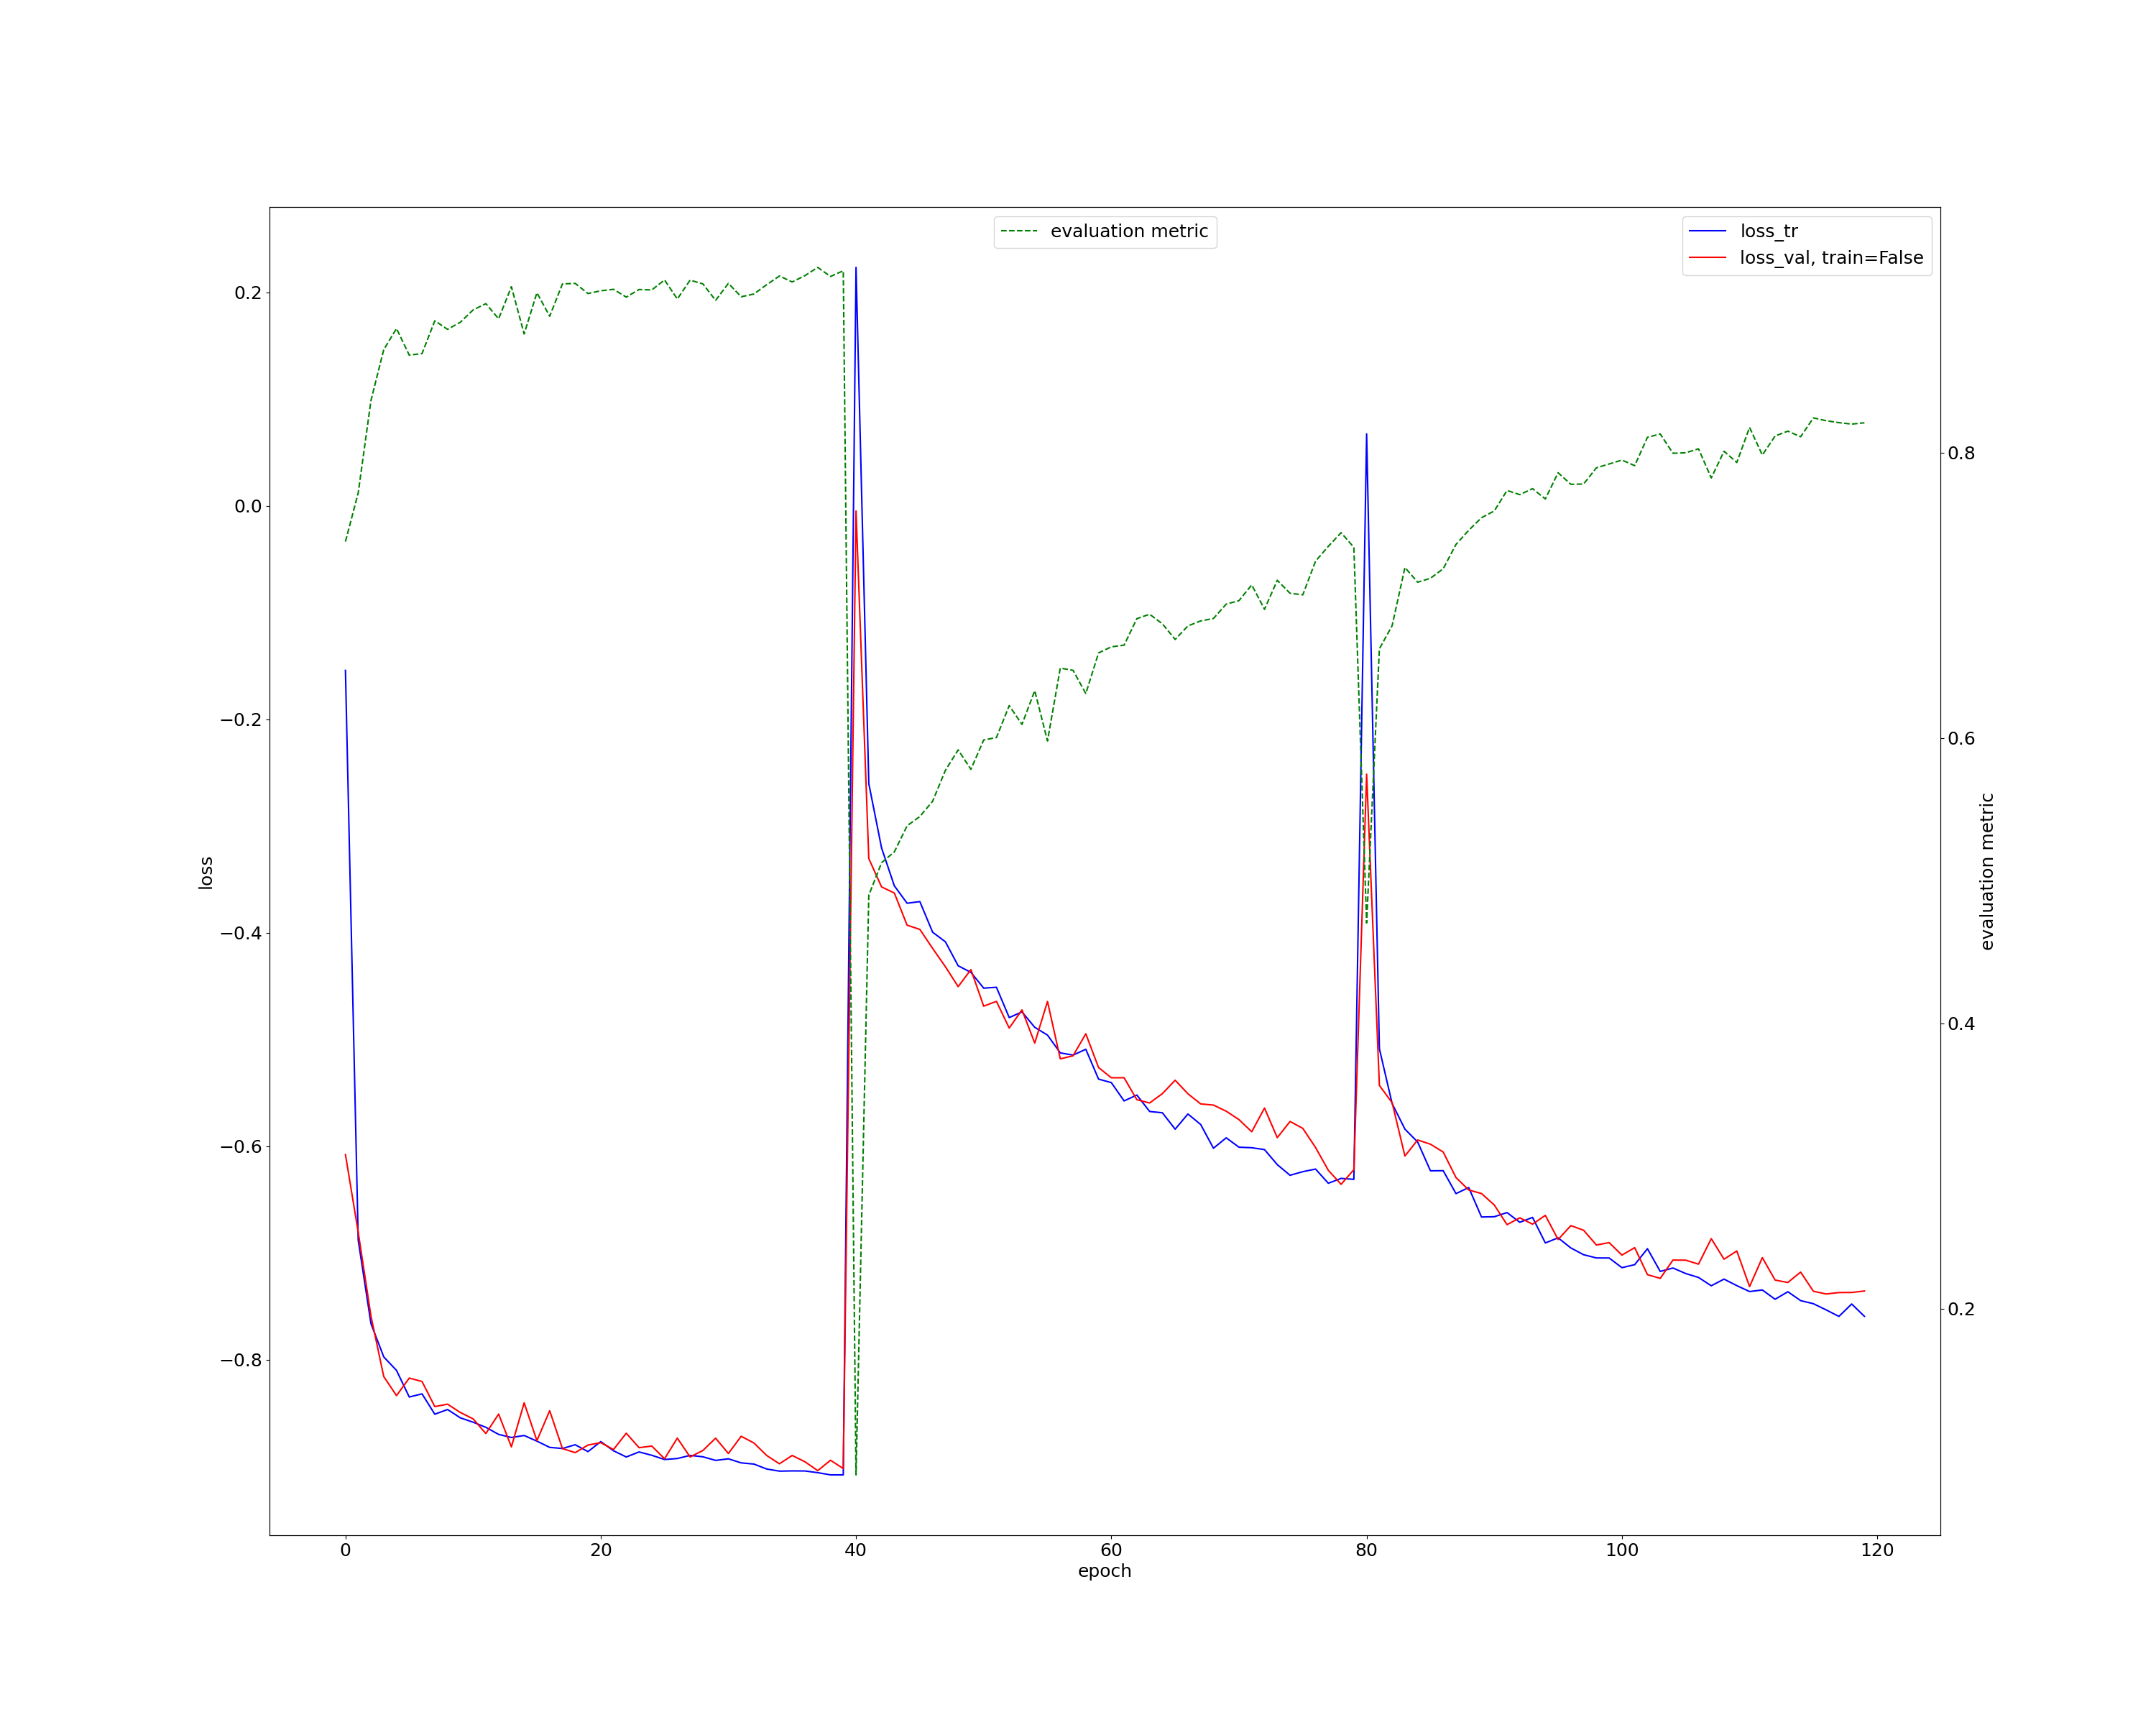 evaluation metric
loss_tr
loss_val, train=False
0.2
0.0
−0.2
−0.4
−0.6
−0.8
loss
0.8
0.6
0.4
0.2
evaluation metric
0 20 40 60 80 100 120
epoch